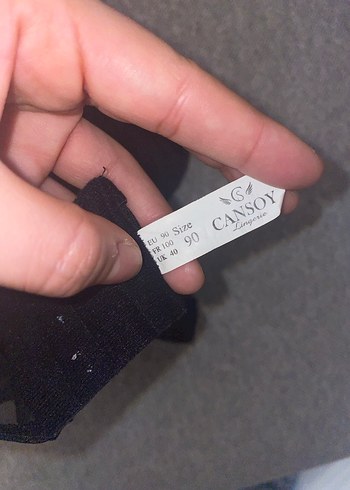 EU 90 Size
FR 100 90
UK 40
CANSOY
Lingerie